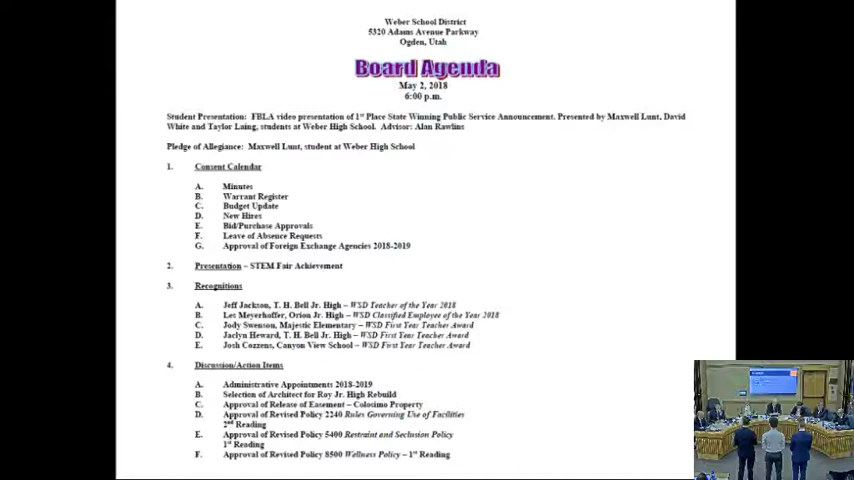 Weber School District
5320 Adams Avenue Parkway
Ogden, Utah
Board Agenda
May 2, 2018
6:00 p.m.
Student Presentation: FBLA video presentation of 1st Place State Winning Public Service Announcement. Presented by Maxwell Lunt, David
White and Taylor Laing, students at Weber High School. Advisor: Alan Rawlins
Pledge of Allegiance: Maxwell Lunt, student at Weber High School
1. Consent Calendar
A. Minutes
B. Warrant Register
C. Budget Update
D. New Hires
E. Bid/Purchase Approvals
F. Leave of Absence Requests
G. Approval of Foreign Exchange Agencies 2018-2019
2. Presentation – STEM Fair Achievement
3. Recognitions
A. Jeff Jackson, T. H. Bell Jr. High – WSD Teacher of the Year 2018
B. Les Meyerhoffer, Orion Jr. High – WSD Classified Employee of the Year 2018
C. Jody Swenson, Majestic Elementary – WSD First Year Teacher Award
D. Jaclyn Heward, T. H. Bell Jr. High – WSD First Year Teacher Award
E. Josh Cozzens, Canyon View School – WSD First Year Teacher Award
4. Discussion/Action Items
A. Administrative Appointments 2018-2019
B. Selection of Architect for Roy Jr. High Rebuild
C. Approval of Release of Easement – Colosimo Property
D. Approval of Revised Policy 2240 Rules Governing Use of Facilities
2nd Reading
E. Approval of Revised Policy 5400 Restraint and Seclusion Policy
1st Reading
F. Approval of Revised Policy 8500 Wellness Policy – 1st Reading